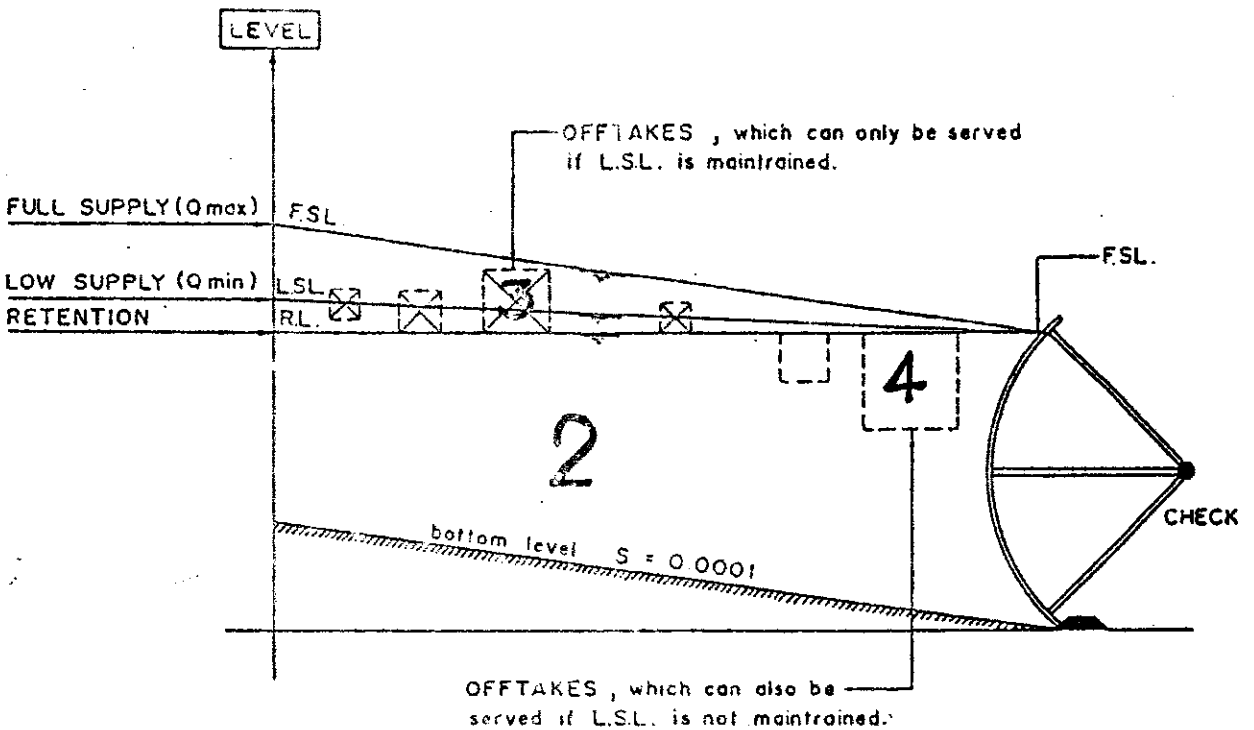 LEVEL
OFFTAKES , which can only be served
if L.S.L. is maintrained.
FULL SUPPLY (Q max)
F.S.L.
F.S.L.
LOW SUPPLY (Q min)
L.S.L.
RETENTION
R.L.
3
4
2
CHECK
bottom level S = 0.0001
OFFTAKES , which can also be
served if L.S.L. is not maintrained.